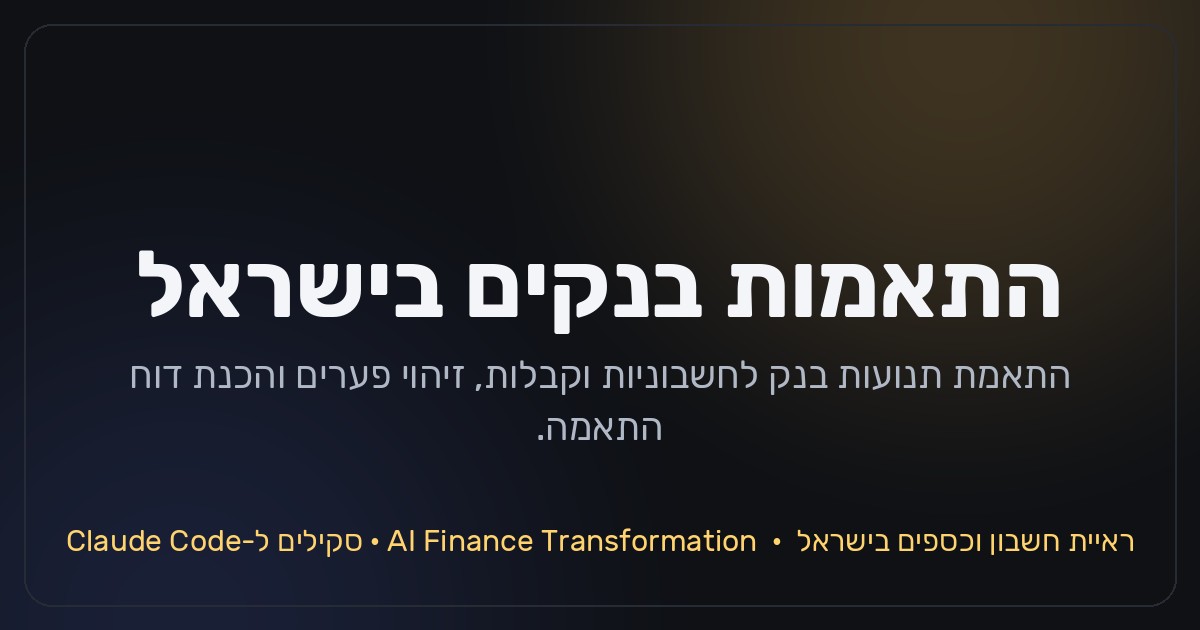 התאמות בנקים בישראל
התאמת תנועות בנק לחשבוניות וקבלות, זיהוי פערים והכנת דוח
התאמה.
ראיית חשבון וכספים בישראל • AI Finance Transformation • סקילים ל-Claude Code